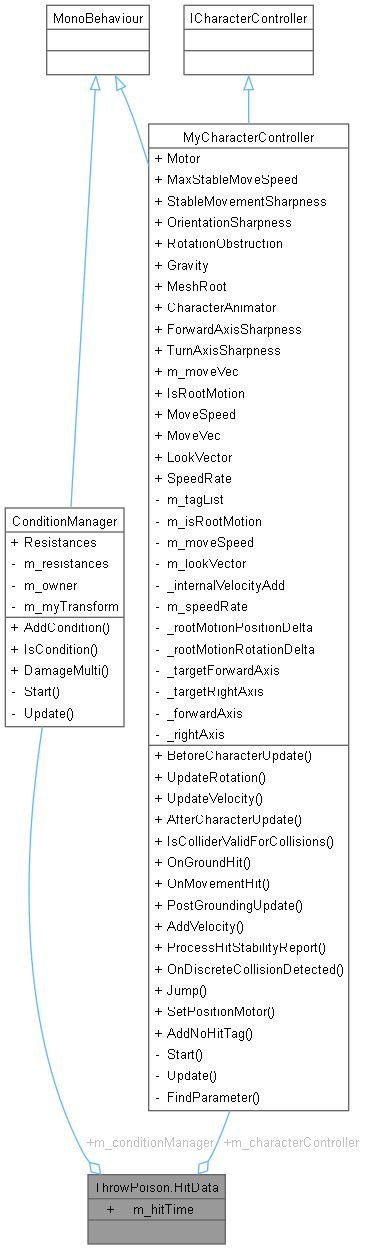 MonoBehaviour
ICharacterController
MyCharacterController
+ Motor
+ MaxStableMoveSpeed
+ StableMovementSharpness
+ OrientationSharpness
+ RotationObstruction
+ Gravity
+ MeshRoot
+ CharacterAnimator
+ ForwardAxisSharpness
+ TurnAxisSharpness
+ m_moveVec
+ IsRootMotion
+ MoveSpeed
+ MoveVec
+ LookVector
+ SpeedRate
- m_tagList
- m_isRootMotion
- m_moveSpeed
- m_lookVector
- _internalVelocityAdd
- m_speedRate
- _rootMotionPositionDelta
- _rootMotionRotationDelta
- _targetForwardAxis
- _targetRightAxis
- _forwardAxis
- _rightAxis
+ BeforeCharacterUpdate()
+ UpdateRotation()
+ UpdateVelocity()
+ AfterCharacterUpdate()
+ IsColliderValidForCollisions()
+ OnGroundHit()
+ OnMovementHit()
+ PostGroundingUpdate()
+ AddVelocity()
+ ProcessHitStabilityReport()
+ OnDiscreteCollisionDetected()
+ Jump()
+ SetPositionMotor()
+ AddNoHitTag()
- Start()
- Update()
- FindParameter()
ConditionManager
+ Resistances
- m_resistances
- m_owner
- m_myTransform
+ AddCondition()
+ IsCondition()
+ DamageMulti()
- Start()
- Update()
+m_conditionManager
+m_characterController
ThrowPoison.HitData
+ m_hitTime